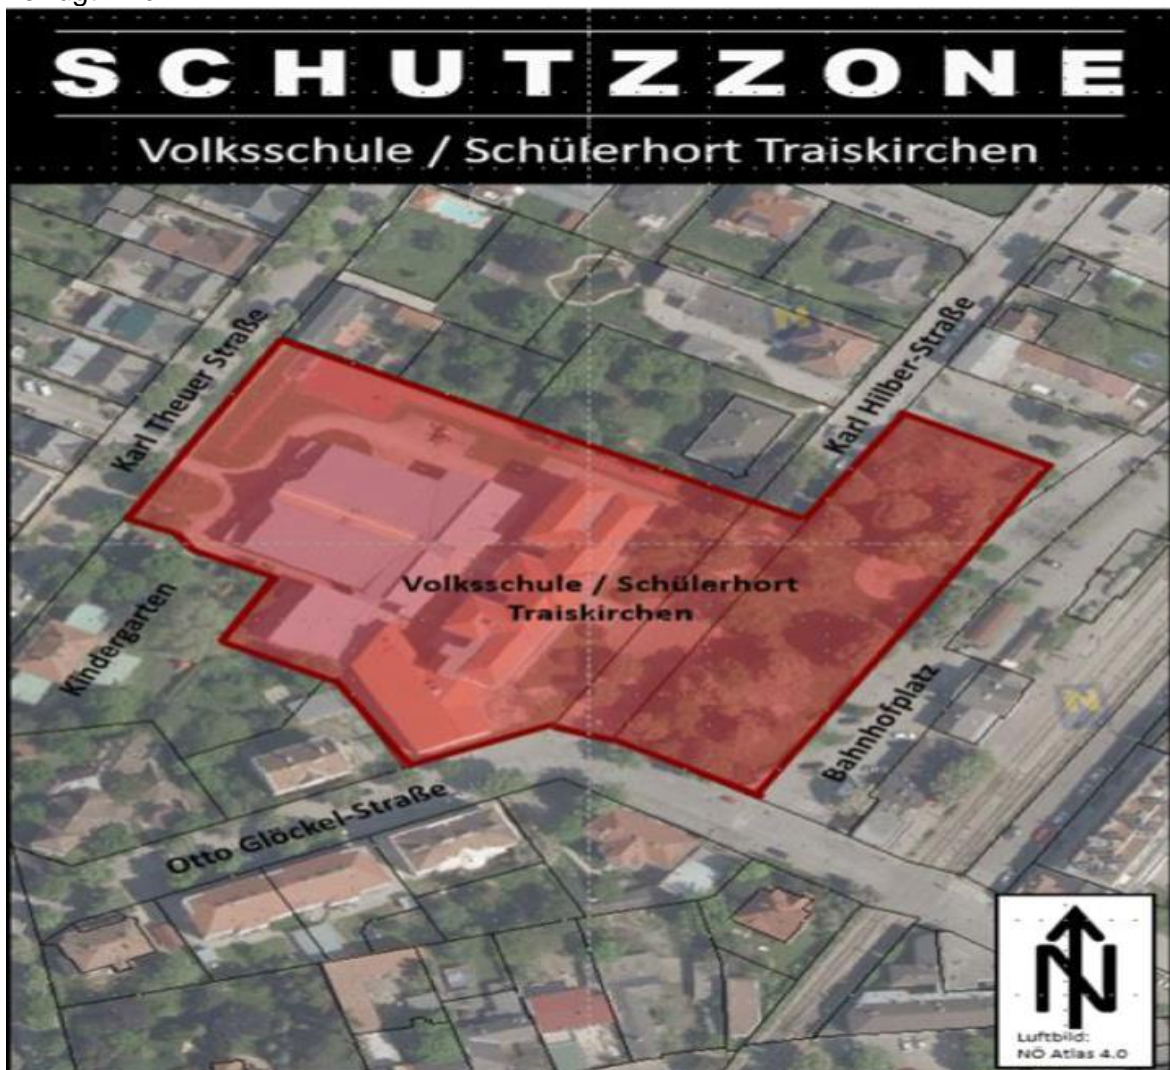 SCHUTZZONE
Volksschule / Schülerhort Traiskirchen
Karl Theuer Straße
Karl Hilber-Straße
Volksschule / Schülerhort
Traiskirchen
Kindergarten
Bahnhofplatz
Otto Glöckel-Straße
N
Luftbild:
NÖ Atlas 4.0